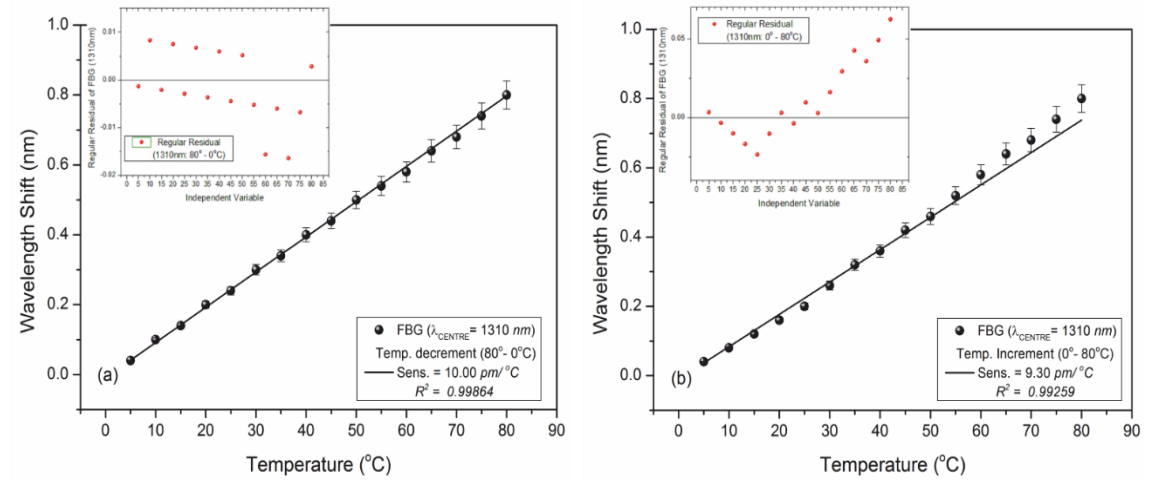 1.0
0.8
0.6
0.4
0.2
0.0
Wavelength Shift (nm)
0 10 20 30 40 50 60 70 80 90
Temperature (°C)
(a)
0.01
0.00
-0.01
-0.02
Regular Residual of FBG (1310nm)
0 5 10 15 20 25 30 35 40 45 50 55 60 65 70 75 80 85
Independent Variable
Regular Residual
(1310nm: 80° - 0°C)
FBG (λCENTRE= 1310 nm)
Temp. decrement (80°- 0°C)
Sens. = 10.00 pm/ °C
R² = 0.99864
1.0
0.8
0.6
0.4
0.2
0.0
Wavelength Shift (nm)
0 10 20 30 40 50 60 70 80 90
Temperature (°C)
(b)
0.05
0.00
Regular Residual of FBG (1310nm)
0 5 10 15 20 25 30 35 40 45 50 55 60 65 70 75 80 85
Independent Variable
Regular Residual
(1310nm: 0° - 80°C)
FBG (λCENTRE= 1310 nm)
Temp. Increment (0°- 80°C)
Sens. = 9.30 pm/ °C
R² = 0.99259